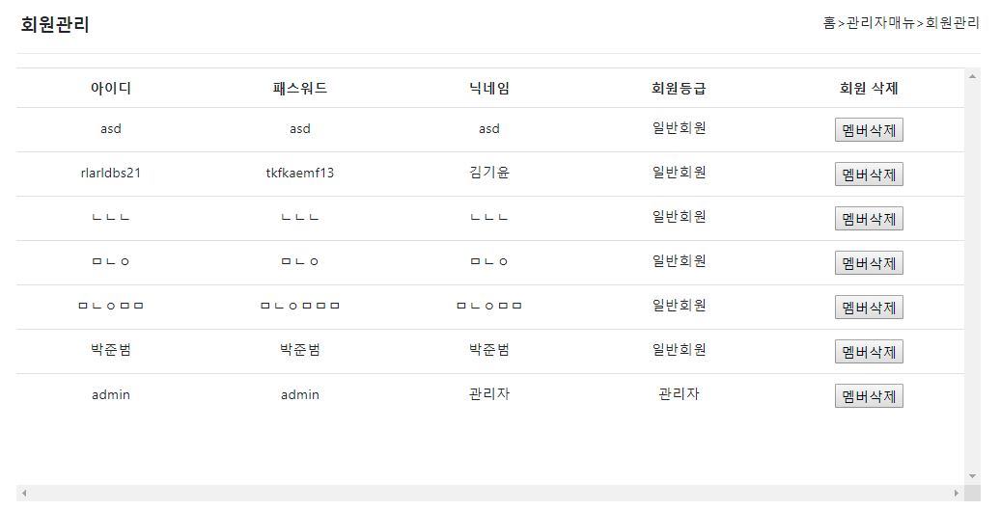 회원관리
홈>관리자매뉴>회원관리
아이디 패스워드 닉네임 회원등급 회원 삭제
asd asd asd 일반회원 멤버삭제
rlarldbs21 tkfkaemf13 김기윤 일반회원 멤버삭제
ㄴㄴㄴ ㄴㄴㄴ ㄴㄴㄴ 일반회원 멤버삭제
ㅁㄴㅇ ㅁㄴㅇ ㅁㄴㅇ 일반회원 멤버삭제
ㅁㄴㅇㅁㅁ ㅁㄴㅇㅁㅁㅁ ㅁㄴㅇㅁㅁ 일반회원 멤버삭제
박준범 박준범 박준범 일반회원 멤버삭제
admin admin 관리자 관리자 멤버삭제